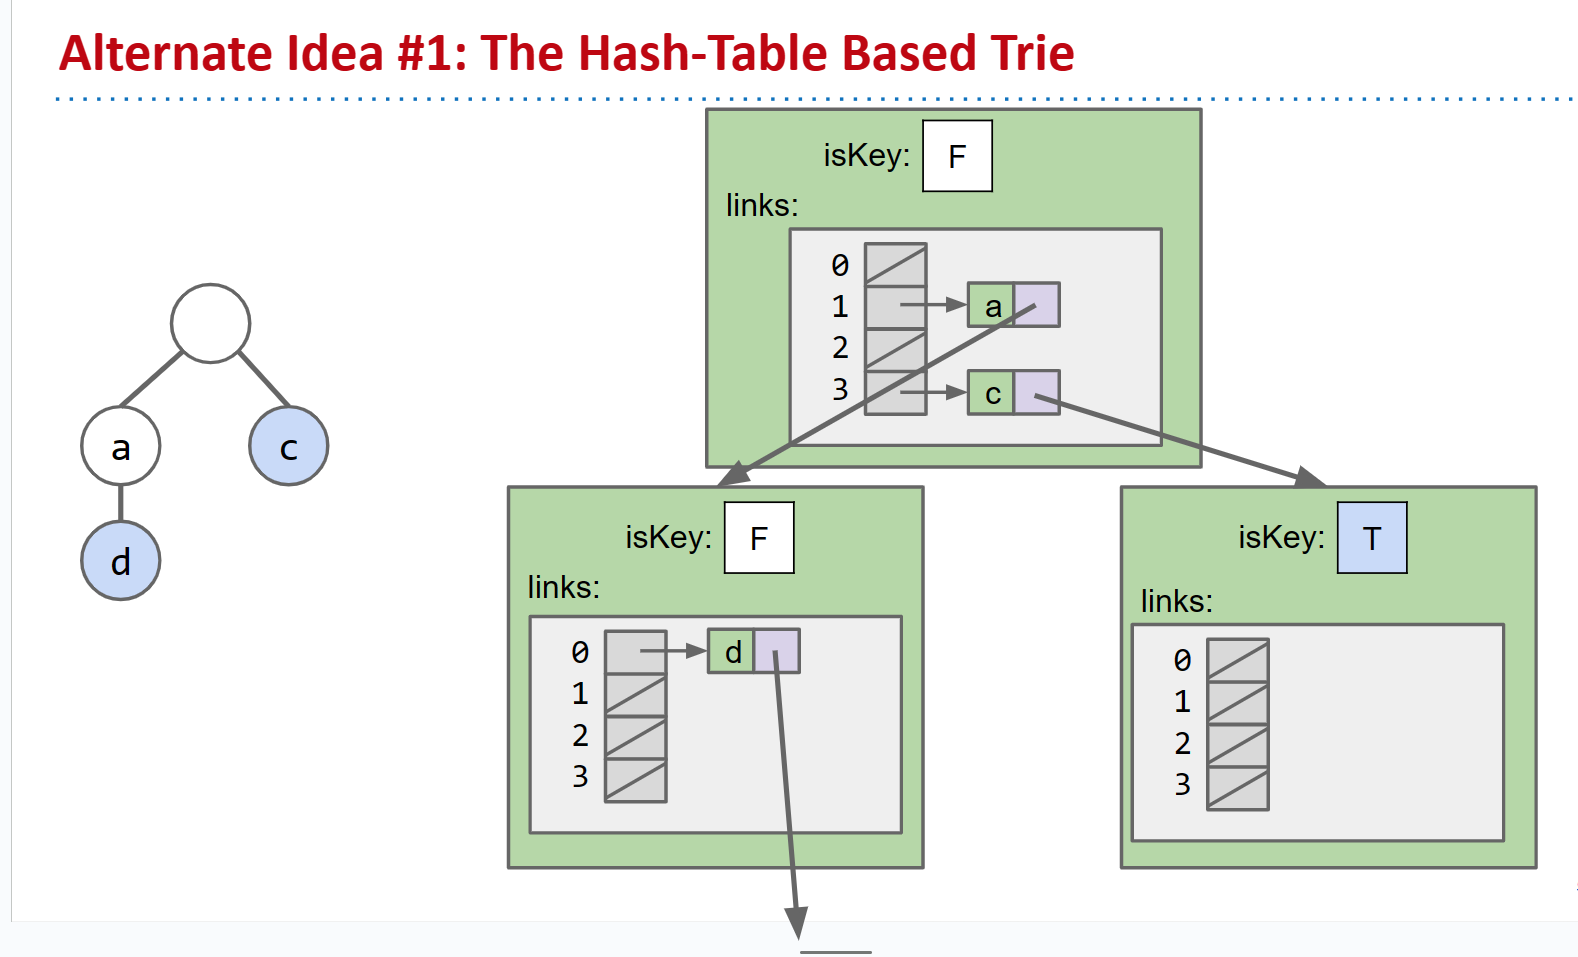 Alternate Idea #1: The Hash-Table Based Trie
isKey: F
links:
0
1 a
2
3 c
a c
d
isKey: F
links:
0 d
1
2
3
isKey: T
links:
0
1
2
3